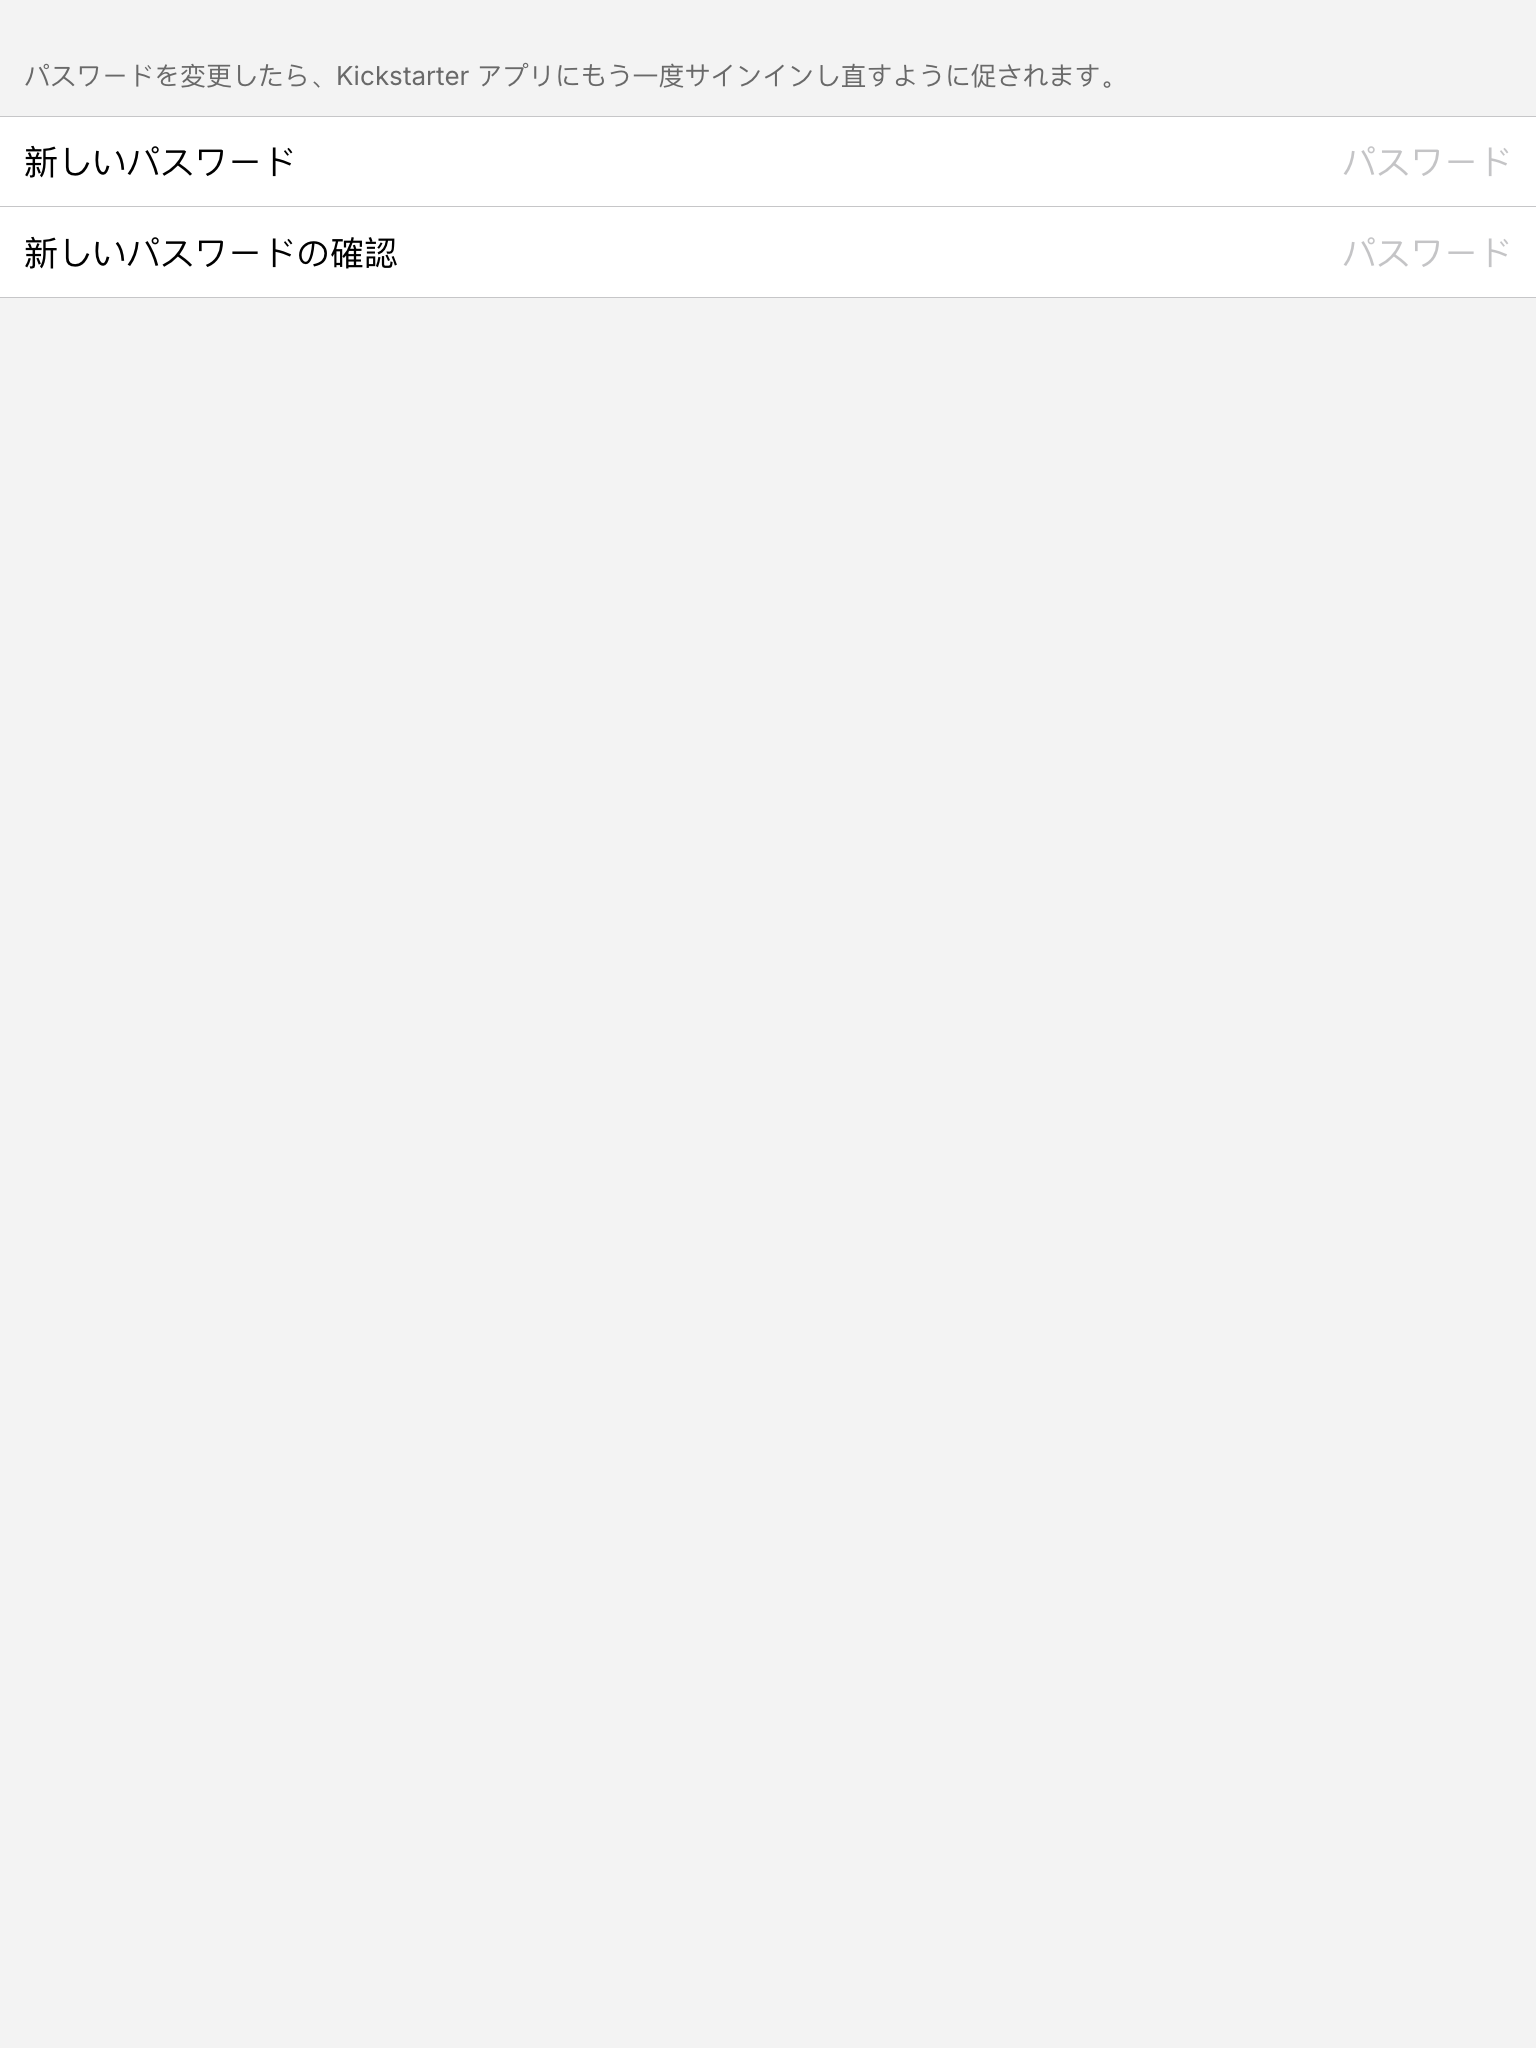 パスワードを変更したら、Kickstarter アプリにもう一度サインインし直すように促されます。
新しいパスワード パスワード
新しいパスワードの確認 パスワード